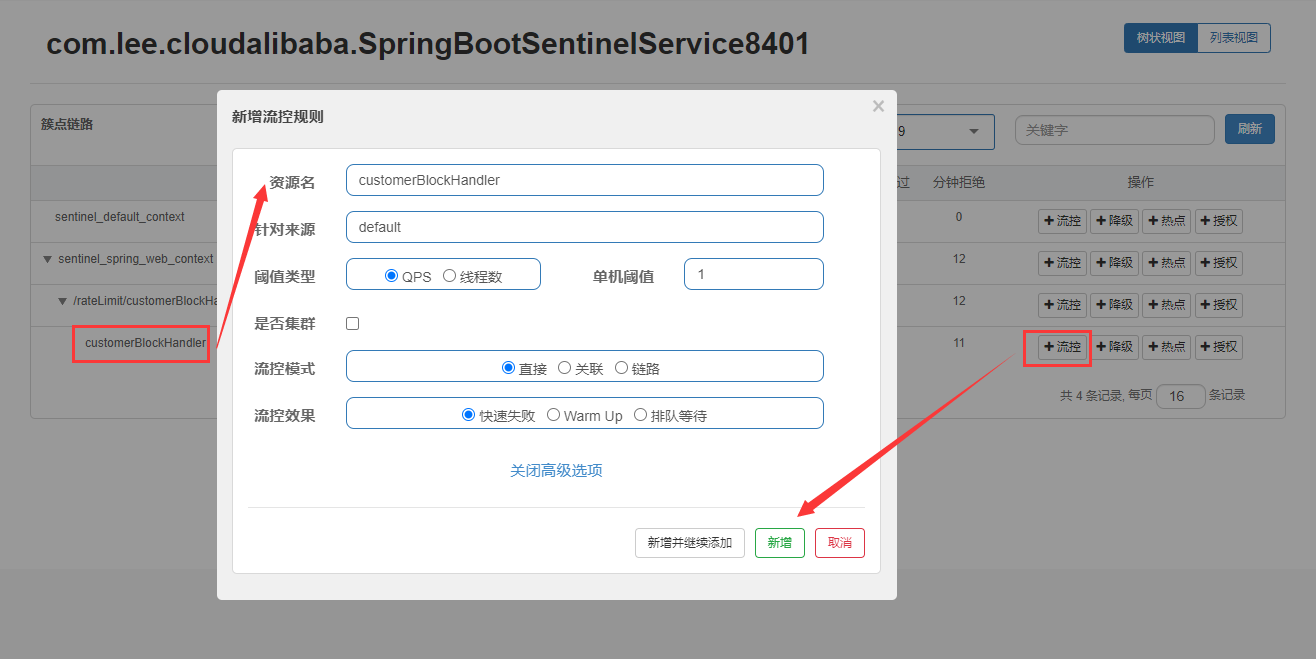 com.lee.cloudalibaba.SpringBootSentinelService8401
树状视图 列表视图
簇点链路
9 关键字 刷新
过 分钟拒绝 操作
sentinel_default_context 0 +流控 +降级 +热点 +授权
sentinel_spring_web_context 12 +流控 +降级 +热点 +授权
/rateLimit/customerBlockHa 12 +流控 +降级 +热点 +授权
customerBlockHandler 11 +流控 +降级 +热点 +授权
共 4 条记录, 每页 16 条记录
新增流控规则 ×
资源名 customerBlockHandler
针对来源 default
阈值类型 QPS 线程数 单机阈值 1
是否集群
流控模式 直接 关联 链路
流控效果 快速失败 Warm Up 排队等待
关闭高级选项
新增并继续添加 新增 取消